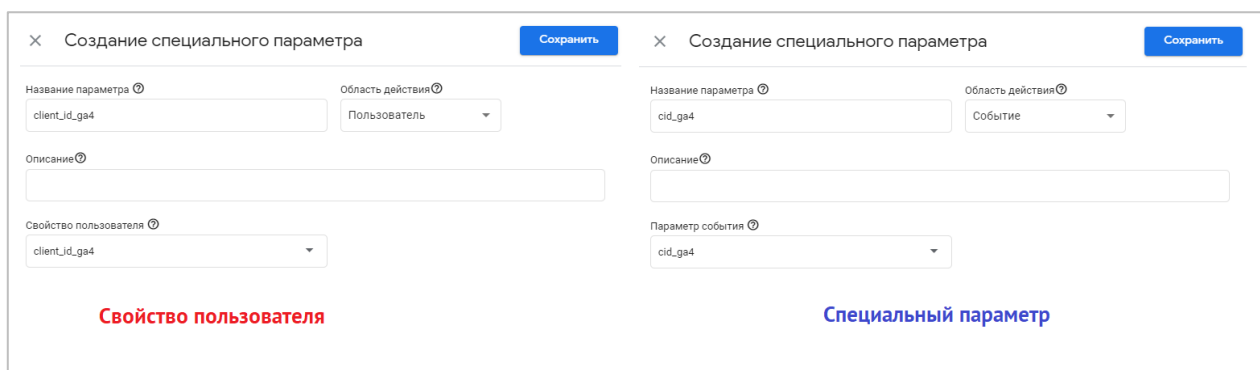 Создание специального параметра
Сохранить
Название параметра
Область действия
client_id_ga4
Пользователь
Описание
Свойство пользователя
client_id_ga4
Свойство пользователя
Создание специального параметра
Сохранить
Название параметра
Область действия
cid_ga4
Событие
Описание
Параметр события
cid_ga4
Специальный параметр